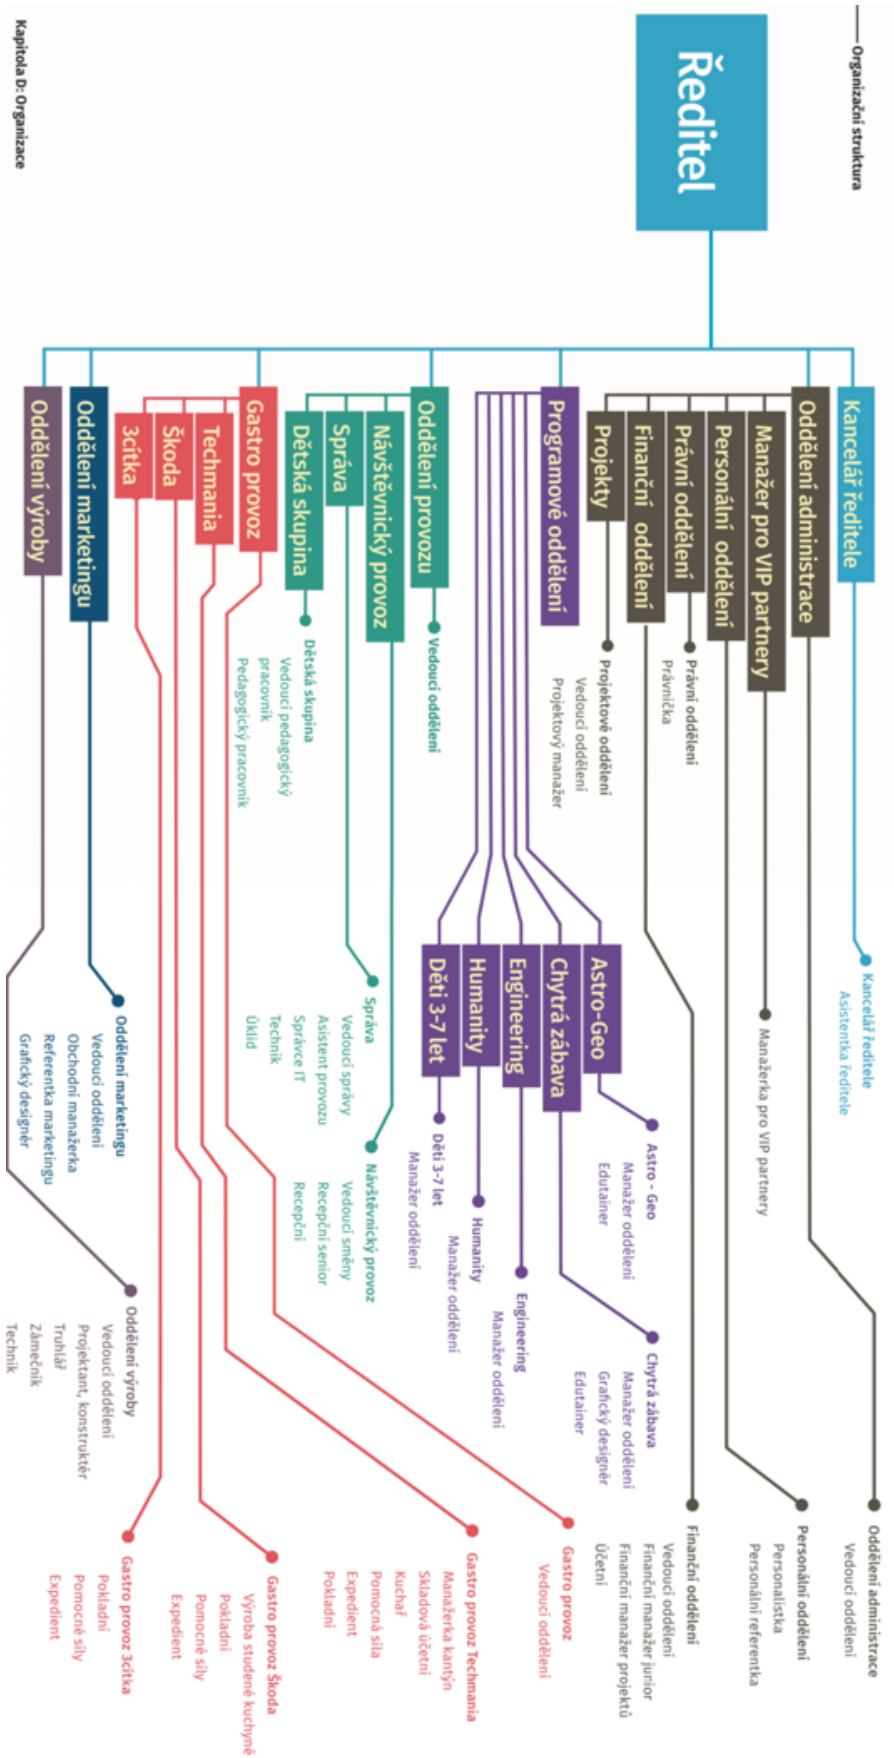 Organizační struktura
Ředitel
Kancelář ředitele
Kancelář ředitele
Asistentka ředitele
Oddělení administrace
Oddělení administrace
Vedoucí oddělení
Manažer pro VIP partnery
Manažerka pro VIP partnery
Personální oddělení
Personální oddělení
Personalistka
Personální referentka
Právní oddělení
Právní oddělení
Právnička
Finanční oddělení
Finanční oddělení
Vedoucí oddělení
Finanční manažer junior
Finanční manažer projektů
Účetní
Projekty
Projektové oddělení
Vedoucí oddělení
Projektový manažer
Programové oddělení
Astro-Geo
Astro - Geo
Manažer oddělení
Edutainer
Chytrá zábava
Chytrá zábava
Manažer oddělení
Grafický designér
Edutainer
Engineering
Engineering
Manažer oddělení
Humanity
Humanity
Manažer oddělení
Děti 3-7 let
Děti 3-7 let
Manažer oddělení
Oddělení provozu
Vedoucí oddělení
Návštěvnický provoz
Návštěvnický provoz
Vedoucí směny
Recepční senior
Recepční
Správa
Správa
Vedoucí správy
Asistent provozu
Správce IT
Technik
Úklid
Dětská skupina
Dětská skupina
Vedoucí pedagogický
pracovník
Pedagogický pracovník
Gastro provoz
Gastro provoz
Vedoucí oddělení
Techmania
Gastro provoz Techmania
Manažerka kantýn
Skladová účetní
Kuchař
Pomocná síla
Expedient
Pokladní
Škoda
Gastro provoz Škoda
Výroba studené kuchyně
Pokladní
Pomocné síly
Expedient
3cítka
Gastro provoz 3cítka
Pokladní
Pomocné síly
Expedient
Oddělení marketingu
Oddělení marketingu
Vedoucí oddělení
Obchodní manažerka
Referentka marketingu
Grafický designér
Oddělení výroby
Oddělení výroby
Vedoucí oddělení
Projektant, konstruktér
Truhlář
Zámečník
Technik
Kapitola D: Organizace